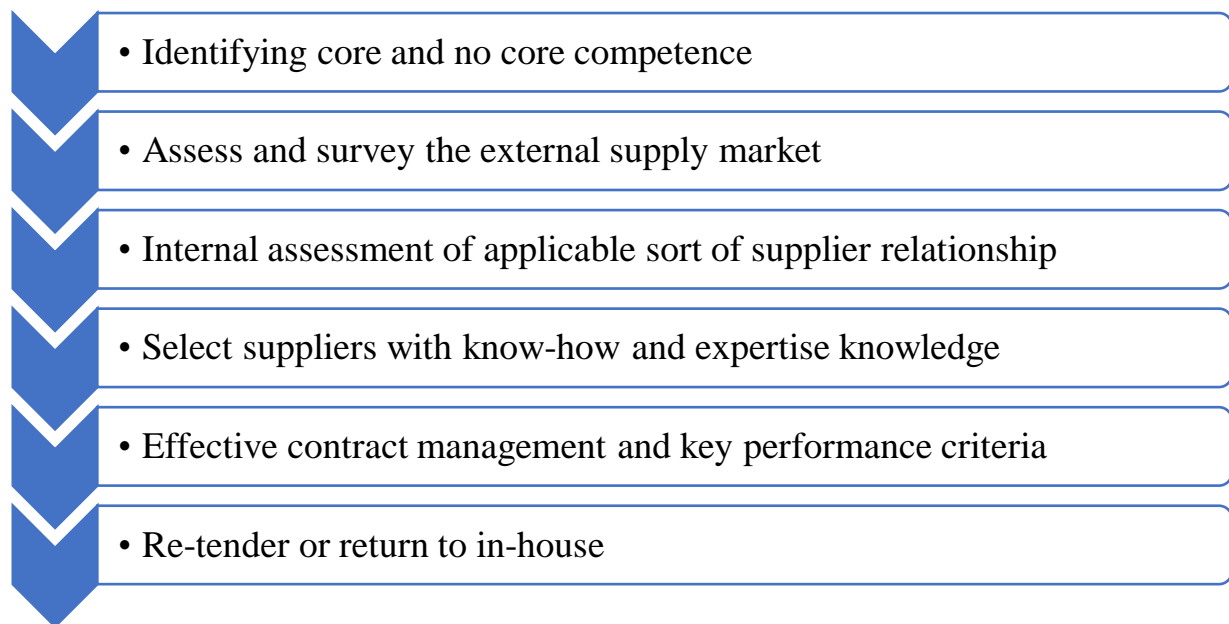 • Identifying core and no core competence
• Assess and survey the external supply market
• Internal assessment of applicable sort of supplier relationship
• Select suppliers with know-how and expertise knowledge
• Effective contract management and key performance criteria
• Re-tender or return to in-house